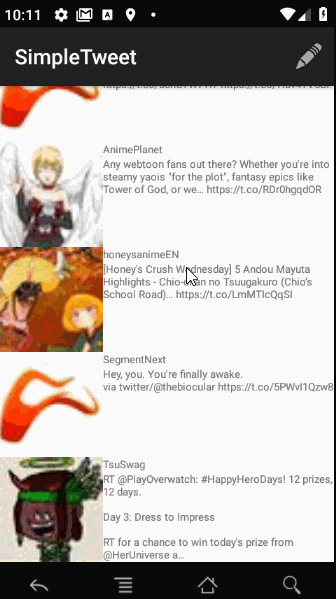 10:11
SimpleTweet
AnimePlanet
Any webtoon fans out there? Whether you're into
steamy yaois "for the plot", fantasy epics like
Tower of God, or we… https://t.co/RDr0hgqdOR
honeysanimeEN
[Honey's Crush Wednesday] 5 Andou Mayuta
Highlights - Chio-chan no Tsuugakuro (Chio's
School Road)… https://t.co/LmMTlcQqSl
SegmentNext
Hey, you. You're finally awake.
via twitter/@thebiocular https://t.co/5PWvl1Qzw8
TsuSwag
RT @PlayOverwatch: #HappyHeroDays! 12 prizes,
12 days.
Day 3: Dress to Impress
RT for a chance to win today's prize from
@HerUniverse a…